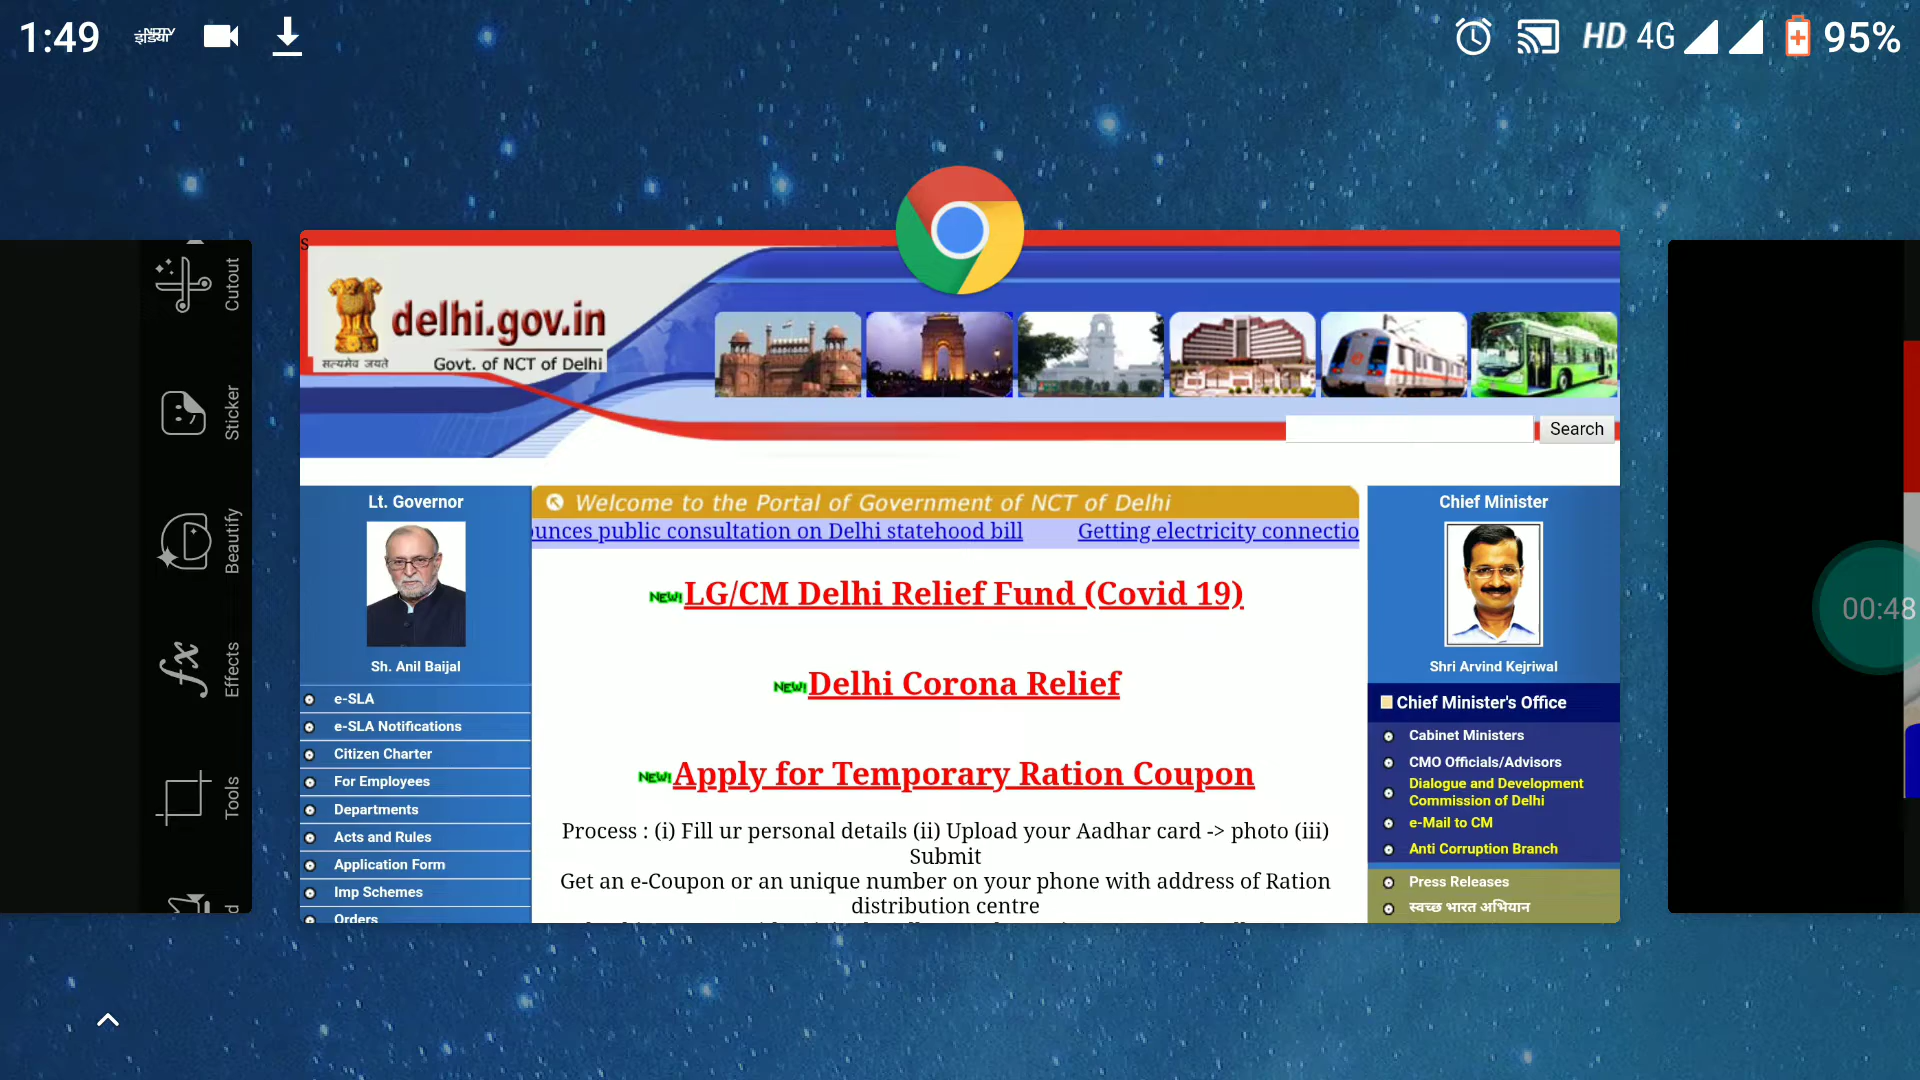 1:49
NDTV
इंडिया
HD 4G 95%
Cutout
Sticker
Beautify
fx
Effects
Tools
S
delhi.gov.in
सत्यमेव जयते
Govt. of NCT of Delhi
Search
Lt. Governor
Sh. Anil Baijal
e-SLA
e-SLA Notifications
Citizen Charter
For Employees
Departments
Acts and Rules
Application Form
Imp Schemes
Orders
Welcome to the Portal of Government of NCT of Delhi
ounces public consultation on Delhi statehood bill Getting electricity connectio
NEW! LG/CM Delhi Relief Fund (Covid 19)
NEW! Delhi Corona Relief
NEW! Apply for Temporary Ration Coupon
Process : (i) Fill ur personal details (ii) Upload your Aadhar card -> photo (iii)
Submit
Get an e-Coupon or an unique number on your phone with address of Ration
distribution centre
Chief Minister
Shri Arvind Kejriwal
Chief Minister's Office
Cabinet Ministers
CMO Officials/Advisors
Dialogue and Development
Commission of Delhi
e-Mail to CM
Anti Corruption Branch
Press Releases
स्वच्छ भारत अभियान
00:48